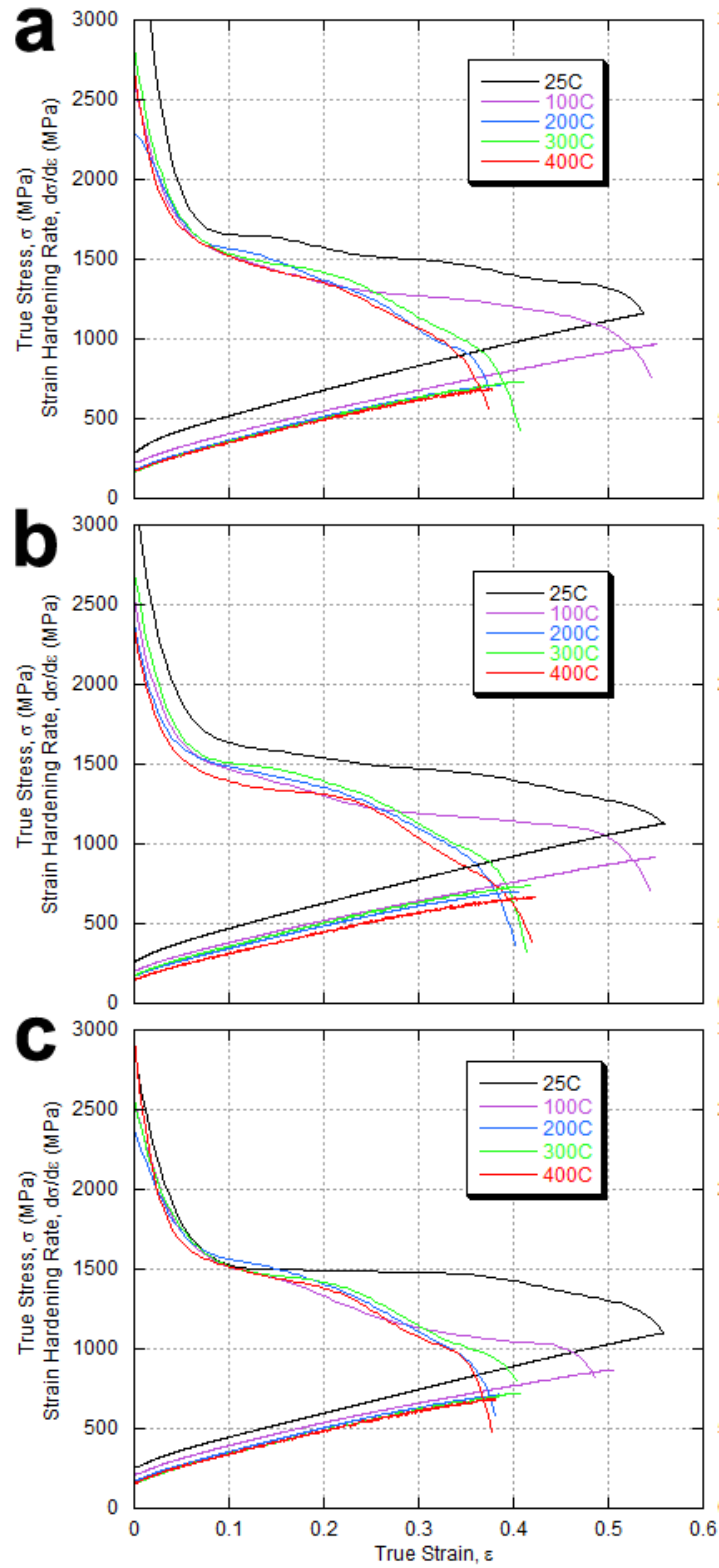 a
3000
2500
2000
1500
1000
500
0
True Stress, σ (MPa)
Strain Hardening Rate, dσ/dε (MPa)
25C
100C
200C
300C
400C
b
3000
2500
2000
1500
1000
500
0
True Stress, σ (MPa)
Strain Hardening Rate, dσ/dε (MPa)
25C
100C
200C
300C
400C
c
3000
2500
2000
1500
1000
500
0
True Stress, σ (MPa)
Strain Hardening Rate, dσ/dε (MPa)
25C
100C
200C
300C
400C
0 0.1 0.2 0.3 0.4 0.5 0.6
True Strain, ε